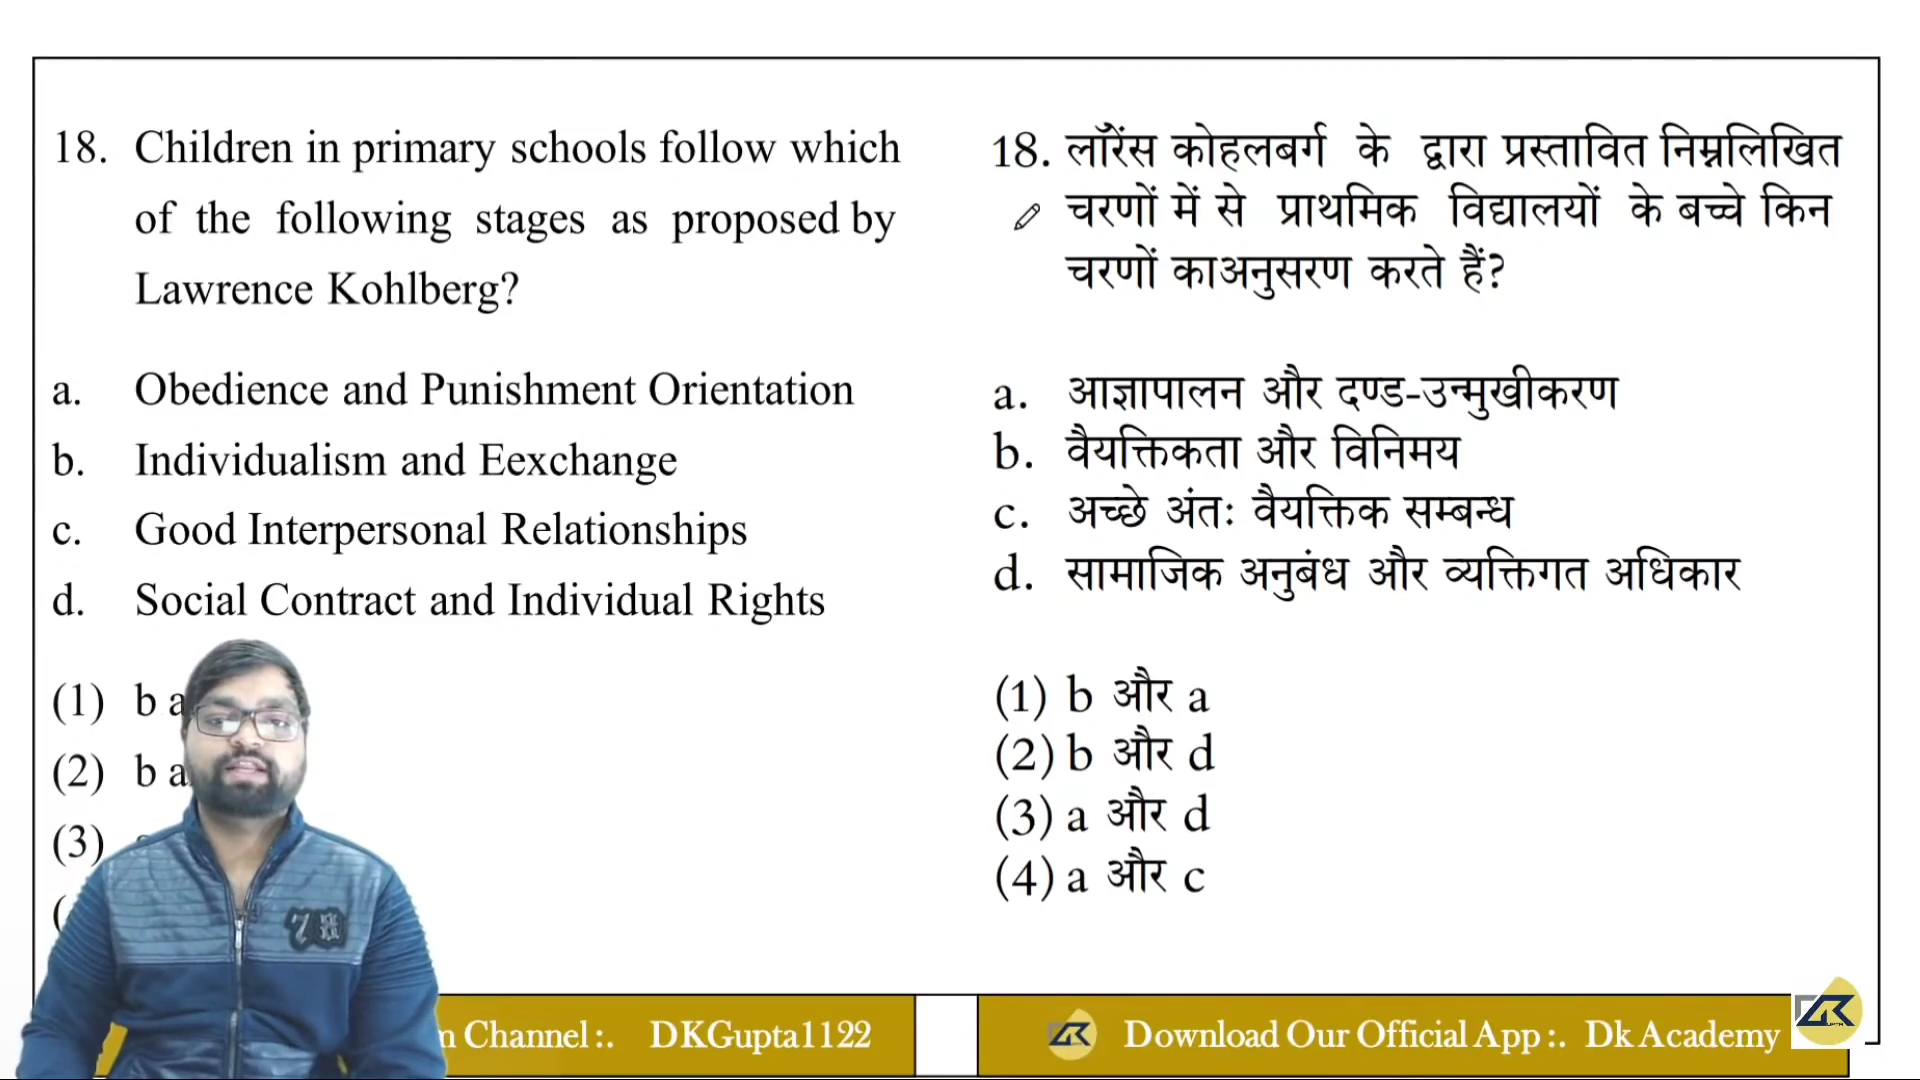 18. Children in primary schools follow which
of the following stages as proposed by
Lawrence Kohlberg?
a. Obedience and Punishment Orientation
b. Individualism and Eexchange
c. Good Interpersonal Relationships
d. Social Contract and Individual Rights
(1) b a
(2) b a
(3)
18. लॉरेंस कोहलबर्ग के द्वारा प्रस्तावित निम्नलिखित
चरणों में से प्राथमिक विद्यालयों के बच्चे किन
चरणों काअनुसरण करते हैं?
a. आज्ञापालन और दण्ड-उन्मुखीकरण
b. वैयक्तिकता और विनिमय
c. अच्छे अंतः वैयक्तिक सम्बन्ध
d. सामाजिक अनुबंध और व्यक्तिगत अधिकार
(1) b और a
(2) b और d
(3) a और d
(4) a और c
Channel :. DKGupta1122
Download Our Official App :. Dk Academy